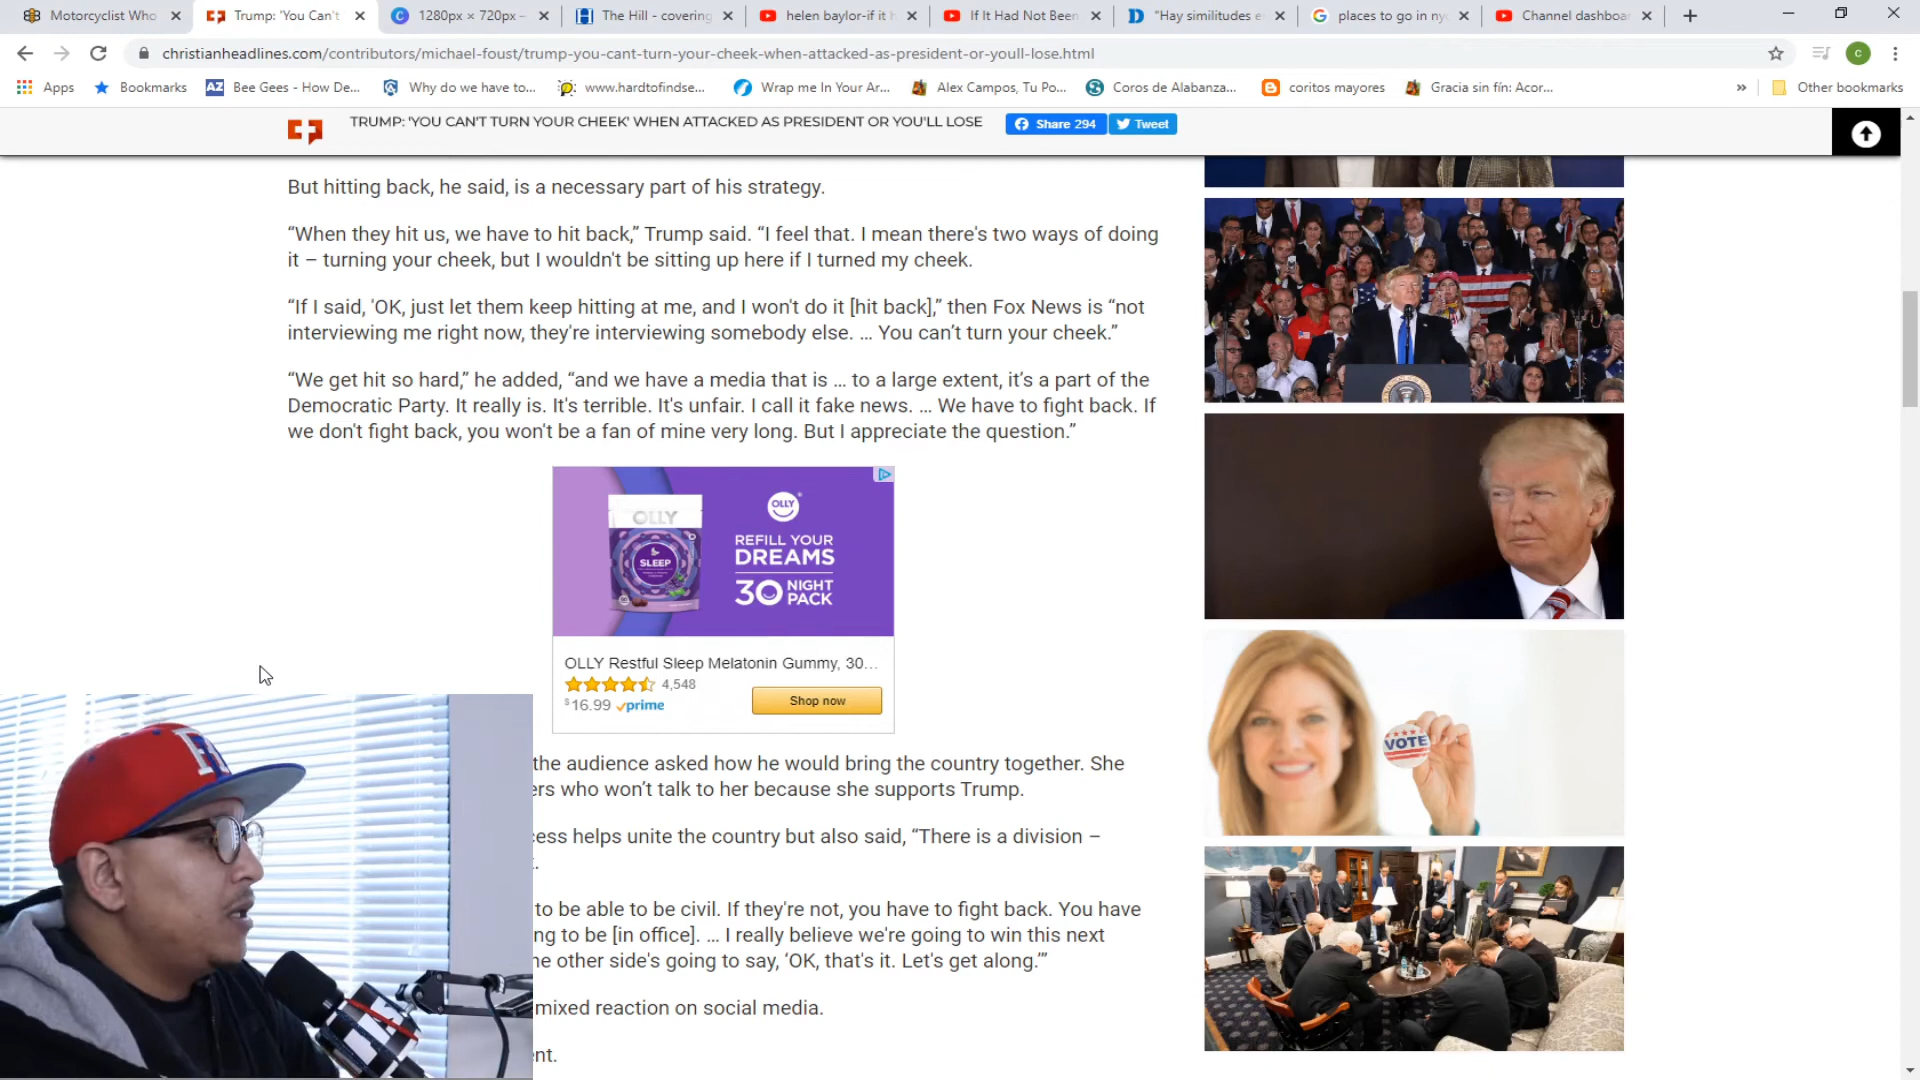 Motorcyclist Who
Trump: 'You Can't
1280px × 720px –
The Hill - covering
helen baylor-if it h
If It Had Not Been
"Hay similitudes e
places to go in ny
Channel dashboa
christianheadlines.com/contributors/michael-foust/trump-you-cant-turn-your-cheek-when-attacked-as-president-or-youll-lose.html
C
Apps
Bookmarks
AZ Bee Gees - How De...
Why do we have to...
www.hardtofindse...
Wrap me In Your Ar...
Alex Campos, Tu Po...
Coros de Alabanza...
coritos mayores
Gracia sin fín: Acor...
»
Other bookmarks
TRUMP: 'YOU CAN'T TURN YOUR CHEEK' WHEN ATTACKED AS PRESIDENT OR YOU'LL LOSE
Share 294
Tweet
But hitting back, he said, is a necessary part of his strategy.
“When they hit us, we have to hit back,” Trump said. “I feel that. I mean there's two ways of doing
it – turning your cheek, but I wouldn't be sitting up here if I turned my cheek.
“If I said, 'OK, just let them keep hitting at me, and I won't do it [hit back],” then Fox News is “not
interviewing me right now, they're interviewing somebody else. … You can’t turn your cheek.”
“We get hit so hard,” he added, “and we have a media that is … to a large extent, it’s a part of the
Democratic Party. It really is. It's terrible. It's unfair. I call it fake news. … We have to fight back. If
we don't fight back, you won't be a fan of mine very long. But I appreciate the question.”
OLLY
SLEEP
OLLY
REFILL YOUR
DREAMS
30 NIGHT
PACK
OLLY Restful Sleep Melatonin Gummy, 30...
4,548
$16.99 prime
Shop now
VOTE
the audience asked how he would bring the country together. She
ers who won’t talk to her because she supports Trump.
cess helps unite the country but also said, “There is a division –
to be able to be civil. If they're not, you have to fight back. You have
ng to be [in office]. … I really believe we're going to win this next
ne other side's going to say, ‘OK, that's it. Let's get along.’”
mixed reaction on social media.
ent.